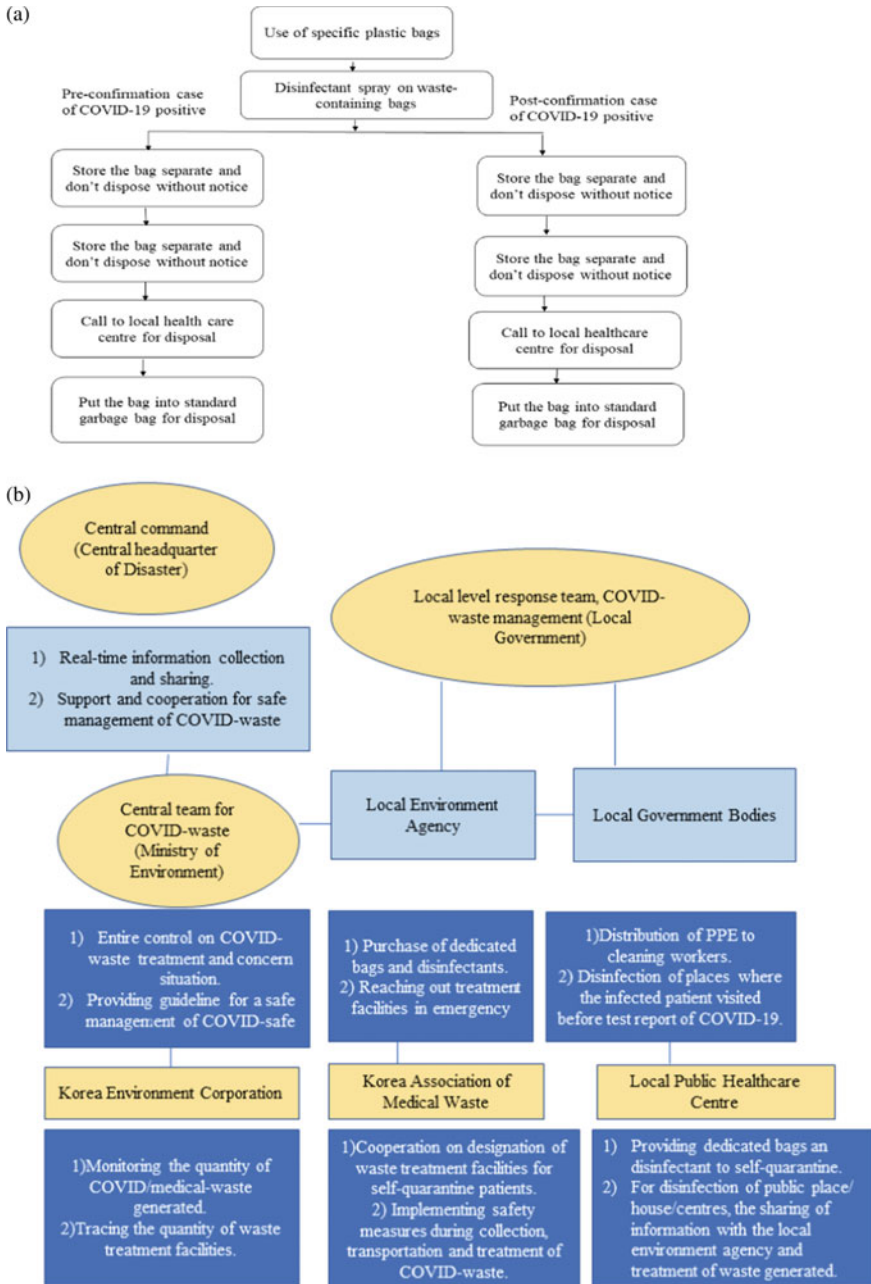 (a)
Use of specific plastic
bags
Disinfectant spray on waste-
containing bags
Pre-confirmation case
of COVID-19 positive
Post-confirmation case
of COVID-19 positive
Store the bag separate and
don't dispose without notice
Store the bag separate and
don't dispose without notice
Call to local health care
centre for disposal
Put the bag into standard
garbage bag for disposal
Store the bag separate and
don't dispose without notice
Store the bag separate and
don't dispose without notice
Call to local healthcare
centre for disposal
Put the bag into standard
garbage bag for disposal
(b)
Central command
(Central headquarter
of Disaster)
Local level response team, COVID-
waste management (Local
Government)
1) Real-time information collection
and sharing.
2) Support and cooperation for safe
management of COVID-waste
Central team for
COVID-waste
(Ministry of
Environment)
Local Environment
Agency
Local Government Bodies
1) Entire control on COVID-
waste treatment and concern
situation.
2) Providing guideline for a safe
management of COVID-safe
1) Purchase of dedicated
bags and disinfectants.
2) Reaching out treatment
facilities in emergency
1)Distribution of PPE to
cleaning workers.
2) Disinfection of places where
the infected patient visited
before test report of COVID-19.
Korea Environment Corporation
Korea Association of
Medical Waste
Local Public Healthcare
Centre
1)Monitoring the quantity of
COVID/medical-waste
generated.
2)Tracing the quantity of waste
treatment facilities.
1)Cooperation on designation of
waste treatment facilities for
self-quarantine patients.
2) Implementing safety
measures during collection,
transportation and treatment of
COVID-waste.
1) Providing dedicated bags an
disinfectant to self-quarantine.
2) For disinfection of public place/
house/centres, the sharing of
information with the local
environment agency and
treatment of waste generated.